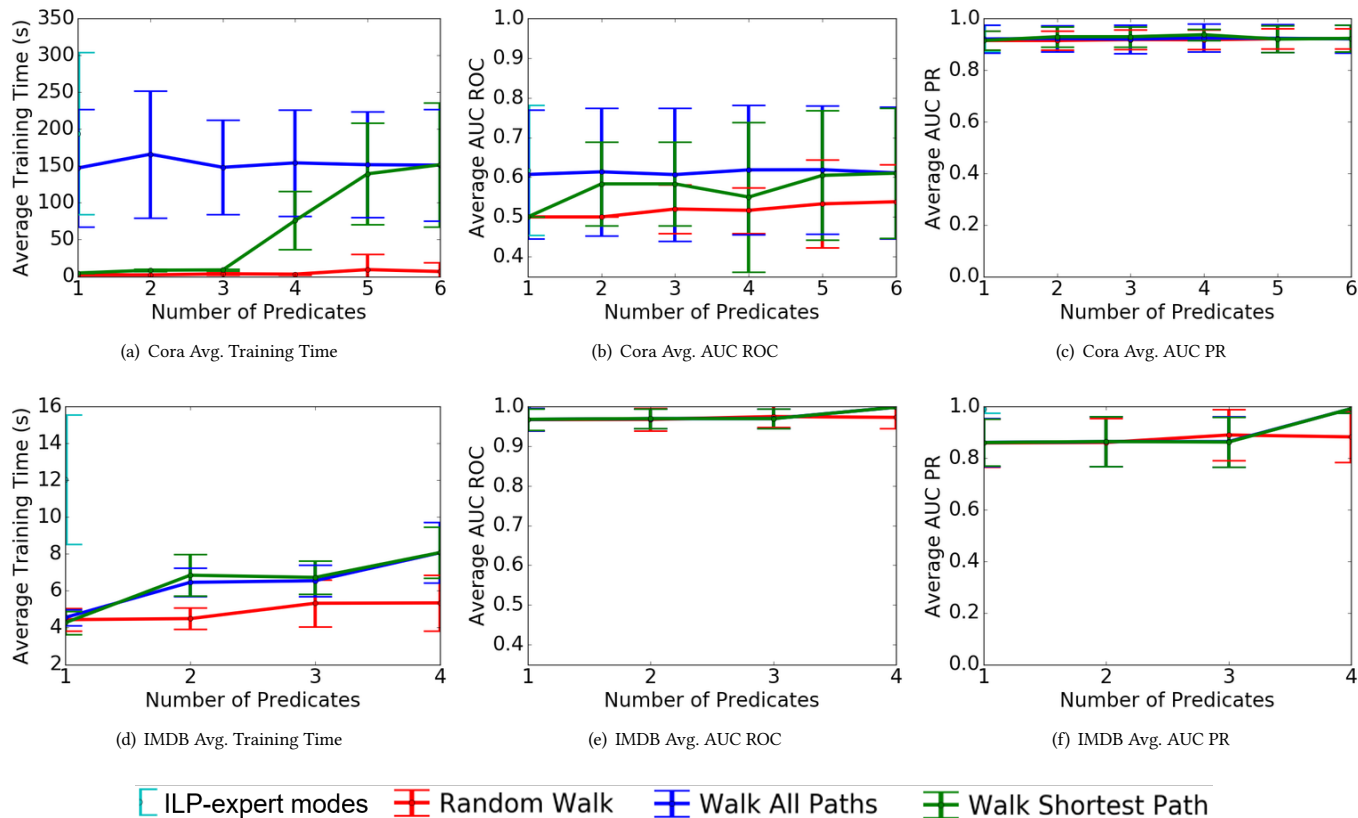 350
300
250
200
150
100
50
0
1 2 3 4 5 6
Average Training Time (s)
Number of Predicates
(a) Cora Avg. Training Time
1.0
0.9
0.8
0.7
0.6
0.5
0.4
1 2 3 4 5 6
Average AUC ROC
Number of Predicates
(b) Cora Avg. AUC ROC
1.0
0.8
0.6
0.4
0.2
0.0
1 2 3 4 5 6
Average AUC PR
Number of Predicates
(c) Cora Avg. AUC PR
16
14
12
10
8
6
4
2
1 2 3 4
Average Training Time (s)
Number of Predicates
(d) IMDB Avg. Training Time
1.0
0.9
0.8
0.7
0.6
0.5
0.4
1 2 3 4
Average AUC ROC
Number of Predicates
(e) IMDB Avg. AUC ROC
1.0
0.8
0.6
0.4
0.2
0.0
1 2 3 4
Average AUC PR
Number of Predicates
(f) IMDB Avg. AUC PR
ILP-expert modes Random Walk Walk All Paths Walk Shortest Path